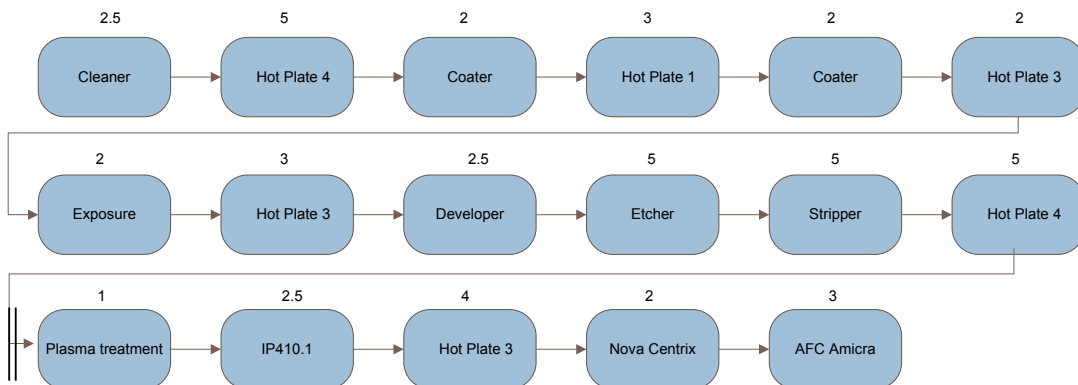 2.5 5 2 3 2 2
Cleaner Hot Plate 4 Coater Hot Plate 1 Coater Hot Plate 3
2 3 2.5 5 5 5
Exposure Hot Plate 3 Developer Etcher Stripper Hot Plate 4
1 2.5 4 2 3
Plasma treatment IP410.1 Hot Plate 3 Nova Centrix AFC Amicra